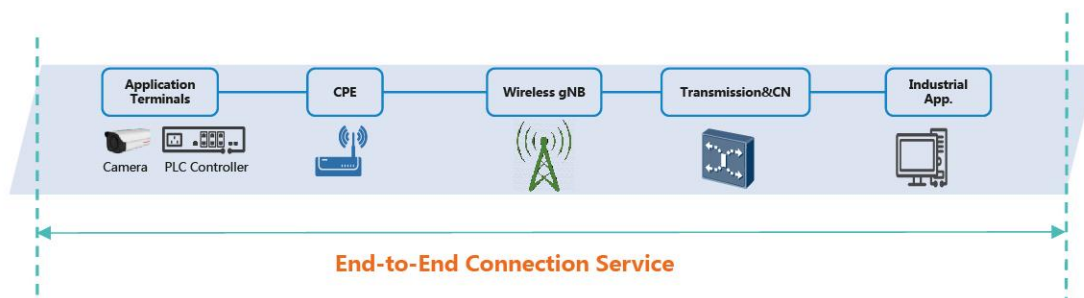 Application
Terminals
CPE
Wireless gNB
Transmission&CN
Industrial
App.
Camera
PLC Controller
End-to-End Connection Service